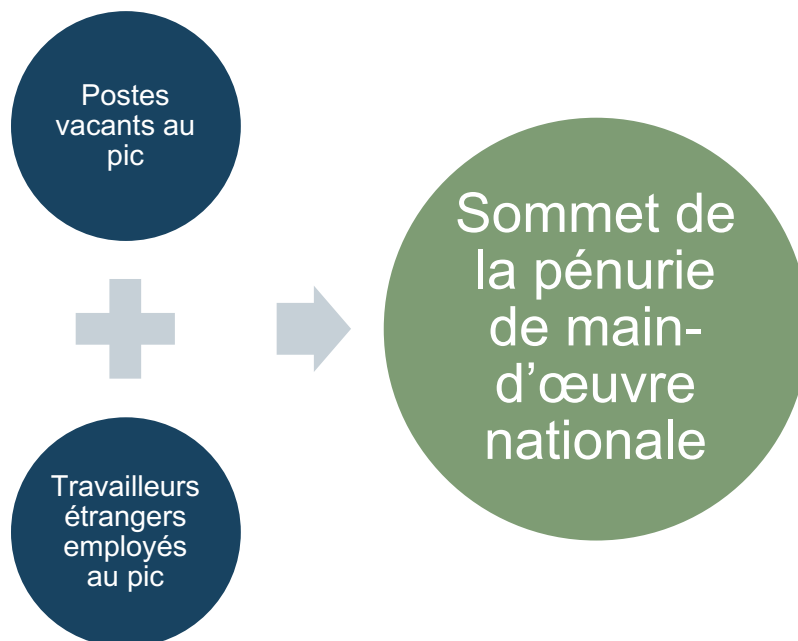 Postes
vacants au
pic
Travailleurs
étrangers
employés
au pic
Sommet de
la pénurie
de main-
d’œuvre
nationale